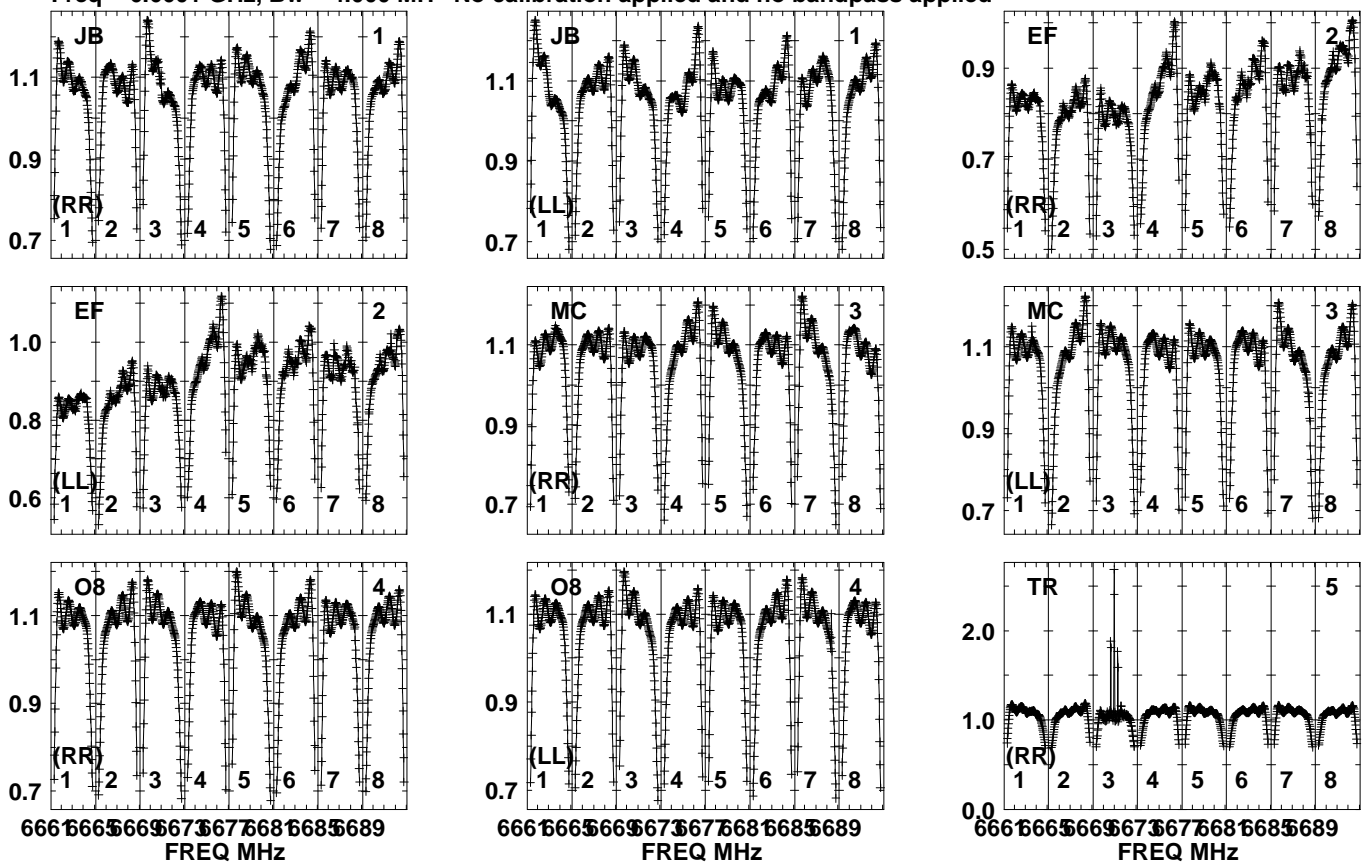 Freq = GHz, Bw = MH No calibration applied and no bandpass applied
JB 1
1.1
0.9
0.7
(RR)
1 2 3 4 5 6 7 8
JB 1
1.1
0.9
0.7
(LL)
1 2 3 4 5 6 7 8
EF 2
0.9
0.7
0.5
(RR)
1 2 3 4 5 6 7 8
EF 2
1.0
0.8
0.6
(LL)
1 2 3 4 5 6 7 8
MC 3
1.1
0.9
0.7
(RR)
1 2 3 4 5 6 7 8
MC 3
1.1
0.9
0.7
(LL)
1 2 3 4 5 6 7 8
O8 4
1.1
0.9
0.7
(RR)
1 2 3 4 5 6 7 8
6661 6665 6669 6673 6677 6681 6685 6689
FREQ MHz
O8 4
1.1
0.9
0.7
(LL)
1 2 3 4 5 6 7 8
TR 5
2.0
1.0
0.0
(RR)
1 2 3 4 5 6 7 8
6661 6665 6669 6673 6677 6681 6685 6689
FREQ MHz